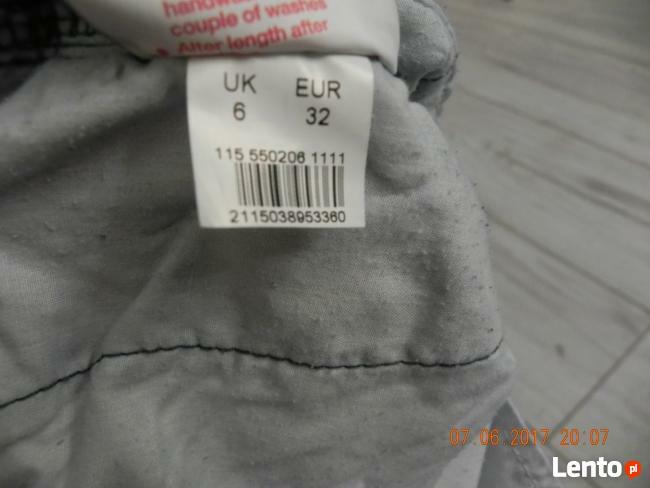 couple of washes
Alter length after
UK EUR
6 32
115 550206 1111
2115038953360
07.06.2017 20:07
Lento.pl